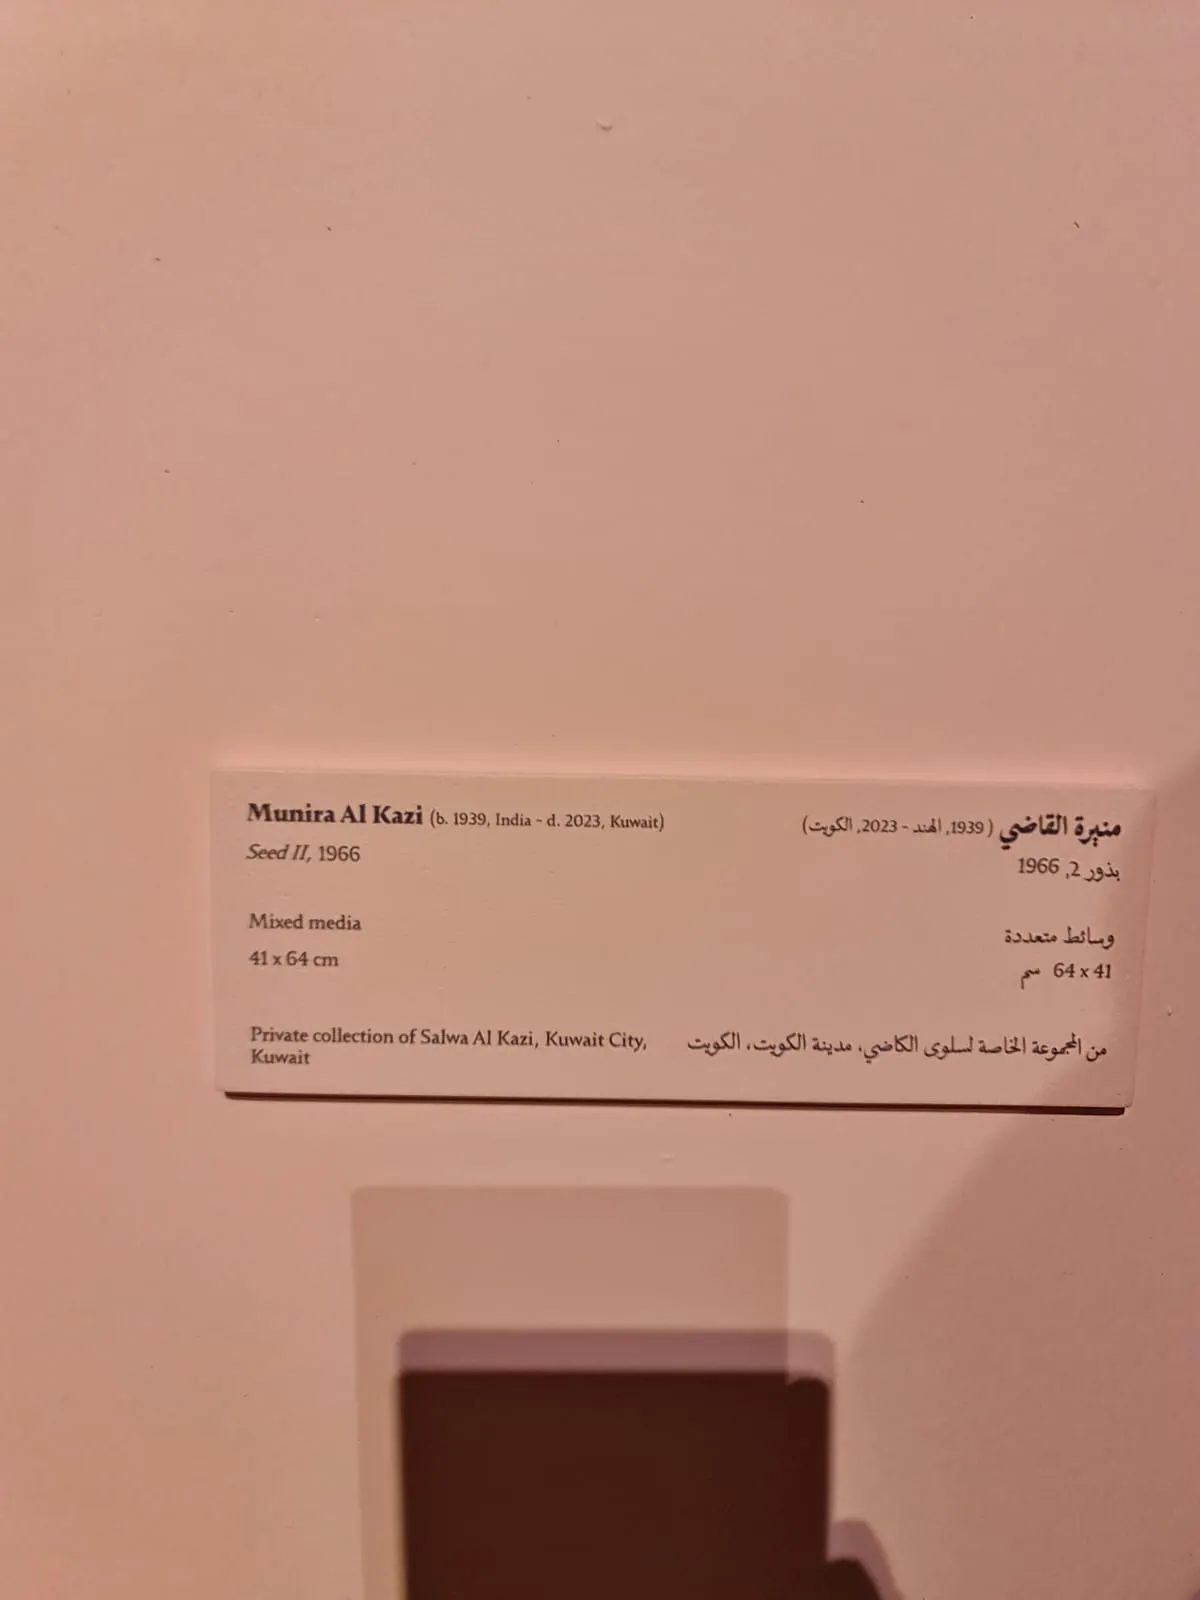 Munira Al Kazi (b. 1939, India - d. 2023, Kuwait)
Seed II, 1966
Mixed media
41 x 64 cm
Private collection of Salwa Al Kazi, Kuwait City,
Kuwait
منيرة القاضي (1939, الهند - 2023, الكويت)
بذور 2, 1966
وسائط متعددة
41 x 64 سم
من المجموعة الخاصة لسلوى الكاضي، مدينة الكويت، الكويت